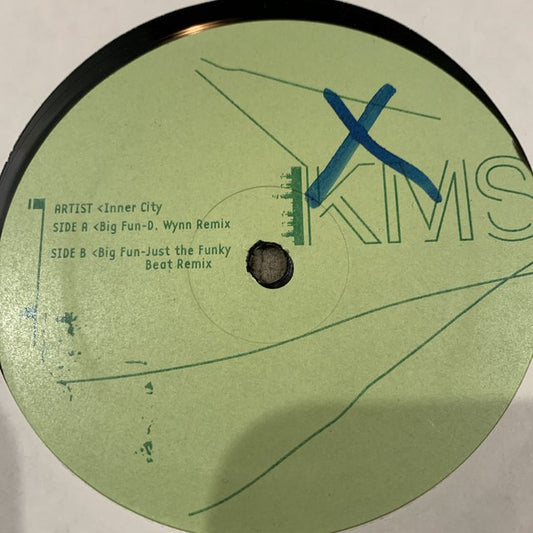 KMS
ARTIST <Inner City
SIDE A <Big Fun-D. Wynn Remix
SIDE B <Big Fun-Just the Funky
Beat Remix
X